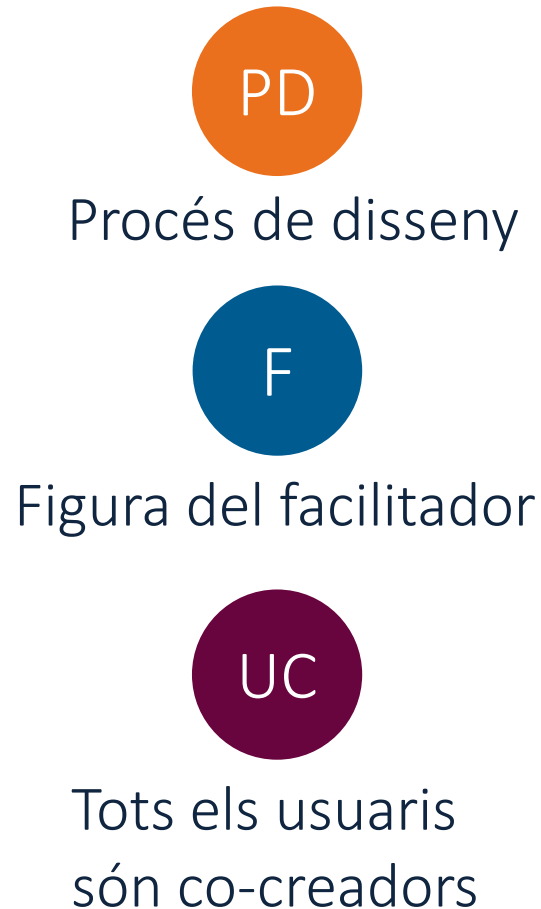 PD
Procés de disseny
F
Figura del facilitador
UC
Tots els usuaris
són co-creadors